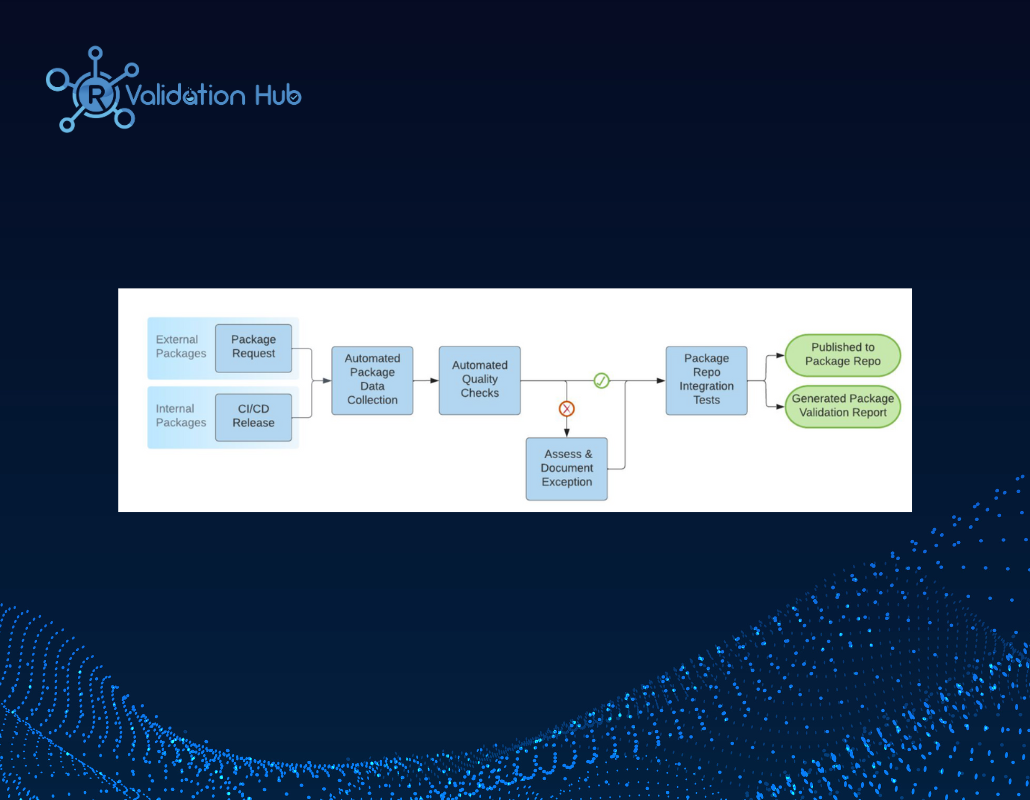 R Validation Hub
External
Packages
Package
Request
Internal
Packages
CI/CD
Release
Automated
Package
Data
Collection
Automated
Quality
Checks
Assess &
Document
Exception
Package
Repo
Integration
Tests
Published to
Package Repo
Generated Package
Validation Report